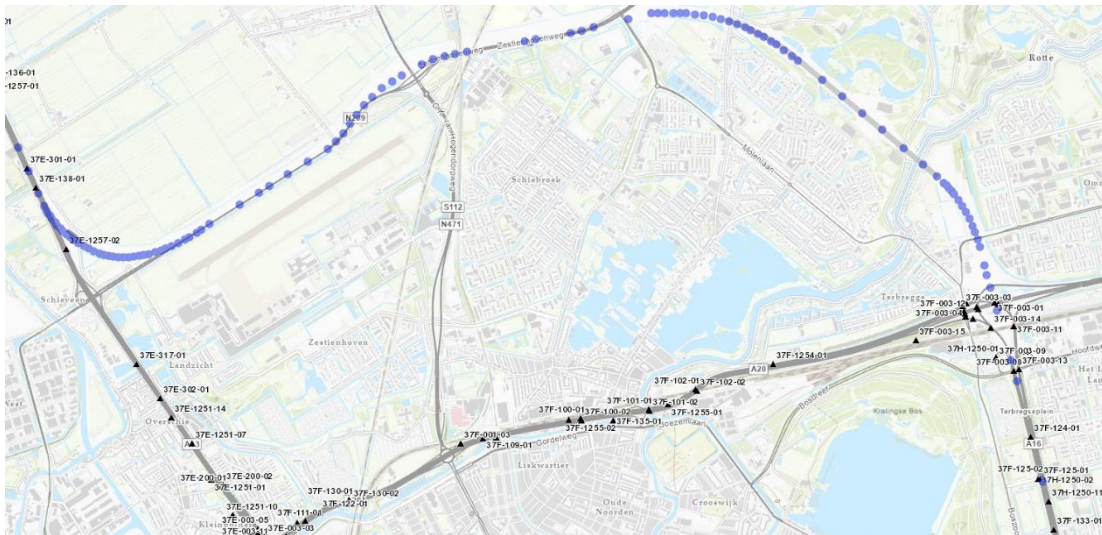 -136-01
-1257-01
Zestienhovenweg
Rotte
N209
G.K. van Hogendorpweg
Molenlaan
37E-301-01
37E-138-01
Schiebroek
S112
N471
37E-1257-02
Schieveen
Terbregge
37F-003-12
37F-003-03
37F-003-01
37F-003-04
37F-003-14
37F-003-11
37F-003-15
Zestienhoven
37H-1250-01
37F-003-09
37F-003-08
37F-003-13
37E-317-01
Landzicht
37F-1254-01
A20
37E-302-01
37F-102-01
37F-102-02
Bosdreef
Kralingse Bos
37E-1251-14
Overschie
37F-101-01
37F-101-02
37F-1255-01
Terbregseplein
37F-100-01
37F-100-02
37F-135-01
37F-1255-02
37E-1251-07
37F-001-03
37F-109-01
Gordelweg
Liskwartier
37F-124-01
A16
37E-200-02
37E-200-01
37E-1251-01
37F-130-01
37F-130-02
37F-122-01
Oude
Noorden
Crooswijk
37F-125-02
37F-125-01
37H-1250-02
37H-1250-11
37E-1251-10
37E-003-05
37E-003-03
37F-133-01